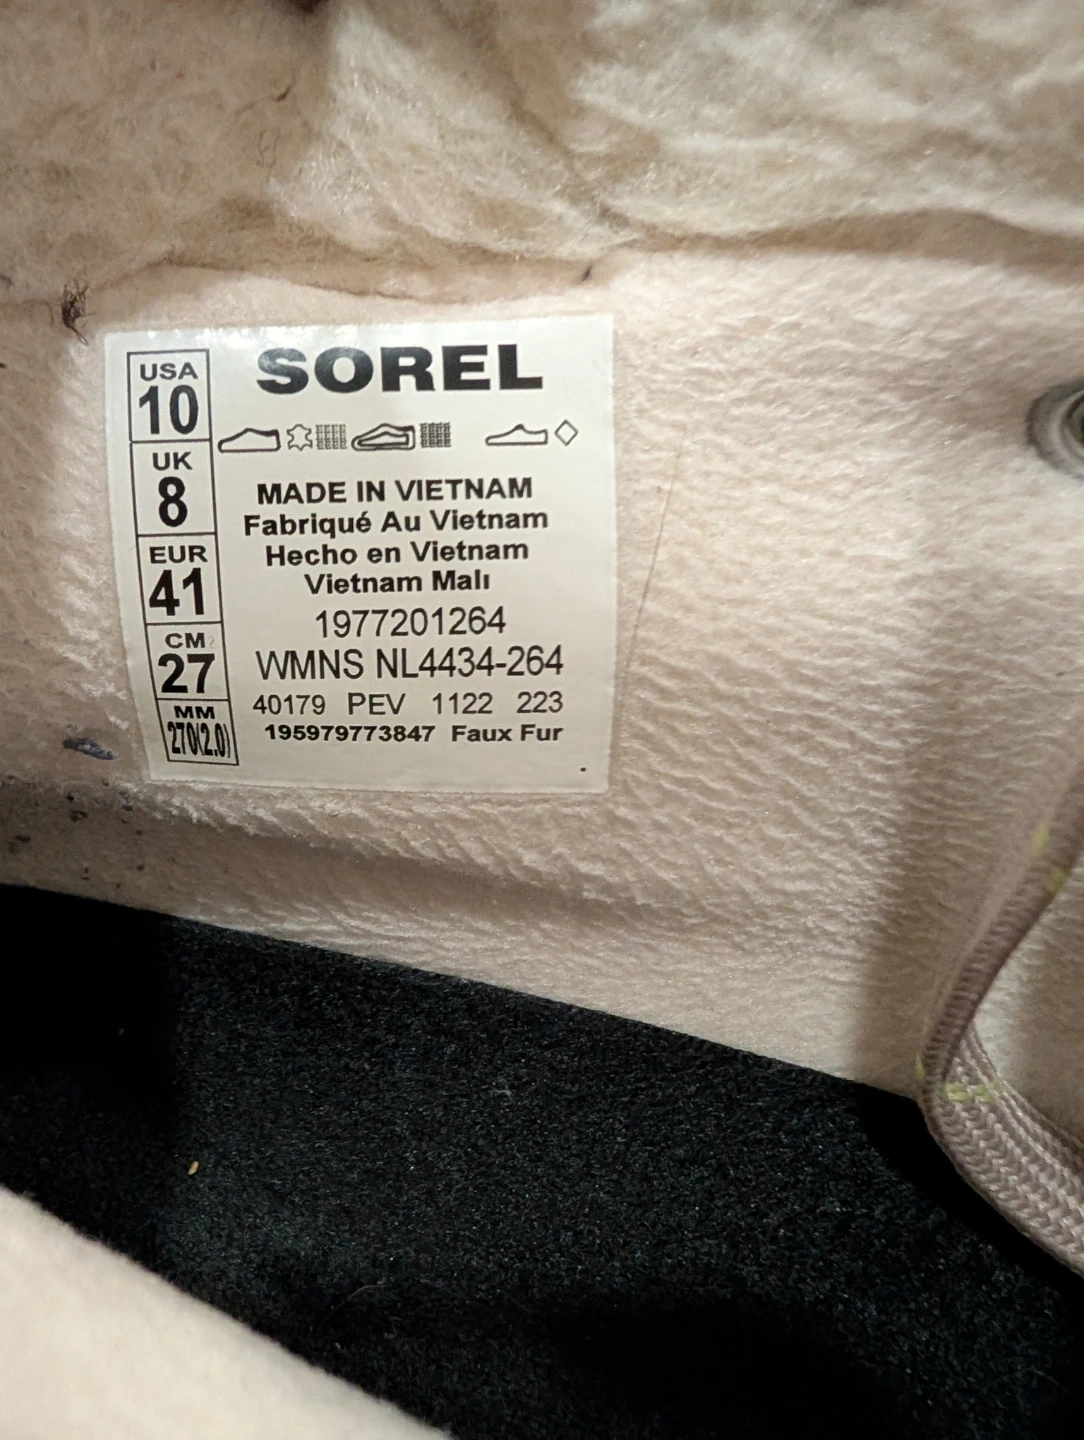 SOREL
USA
10
UK
8
EUR
41
CM
27
MM
270(2.0)
MADE IN VIETNAM
Fabriqué Au Vietnam
Hecho en Vietnam
Vietnam Malı
1977201264
WMNS NL4434-264
40179 PEV 1122 223
195979773847 Faux Fur